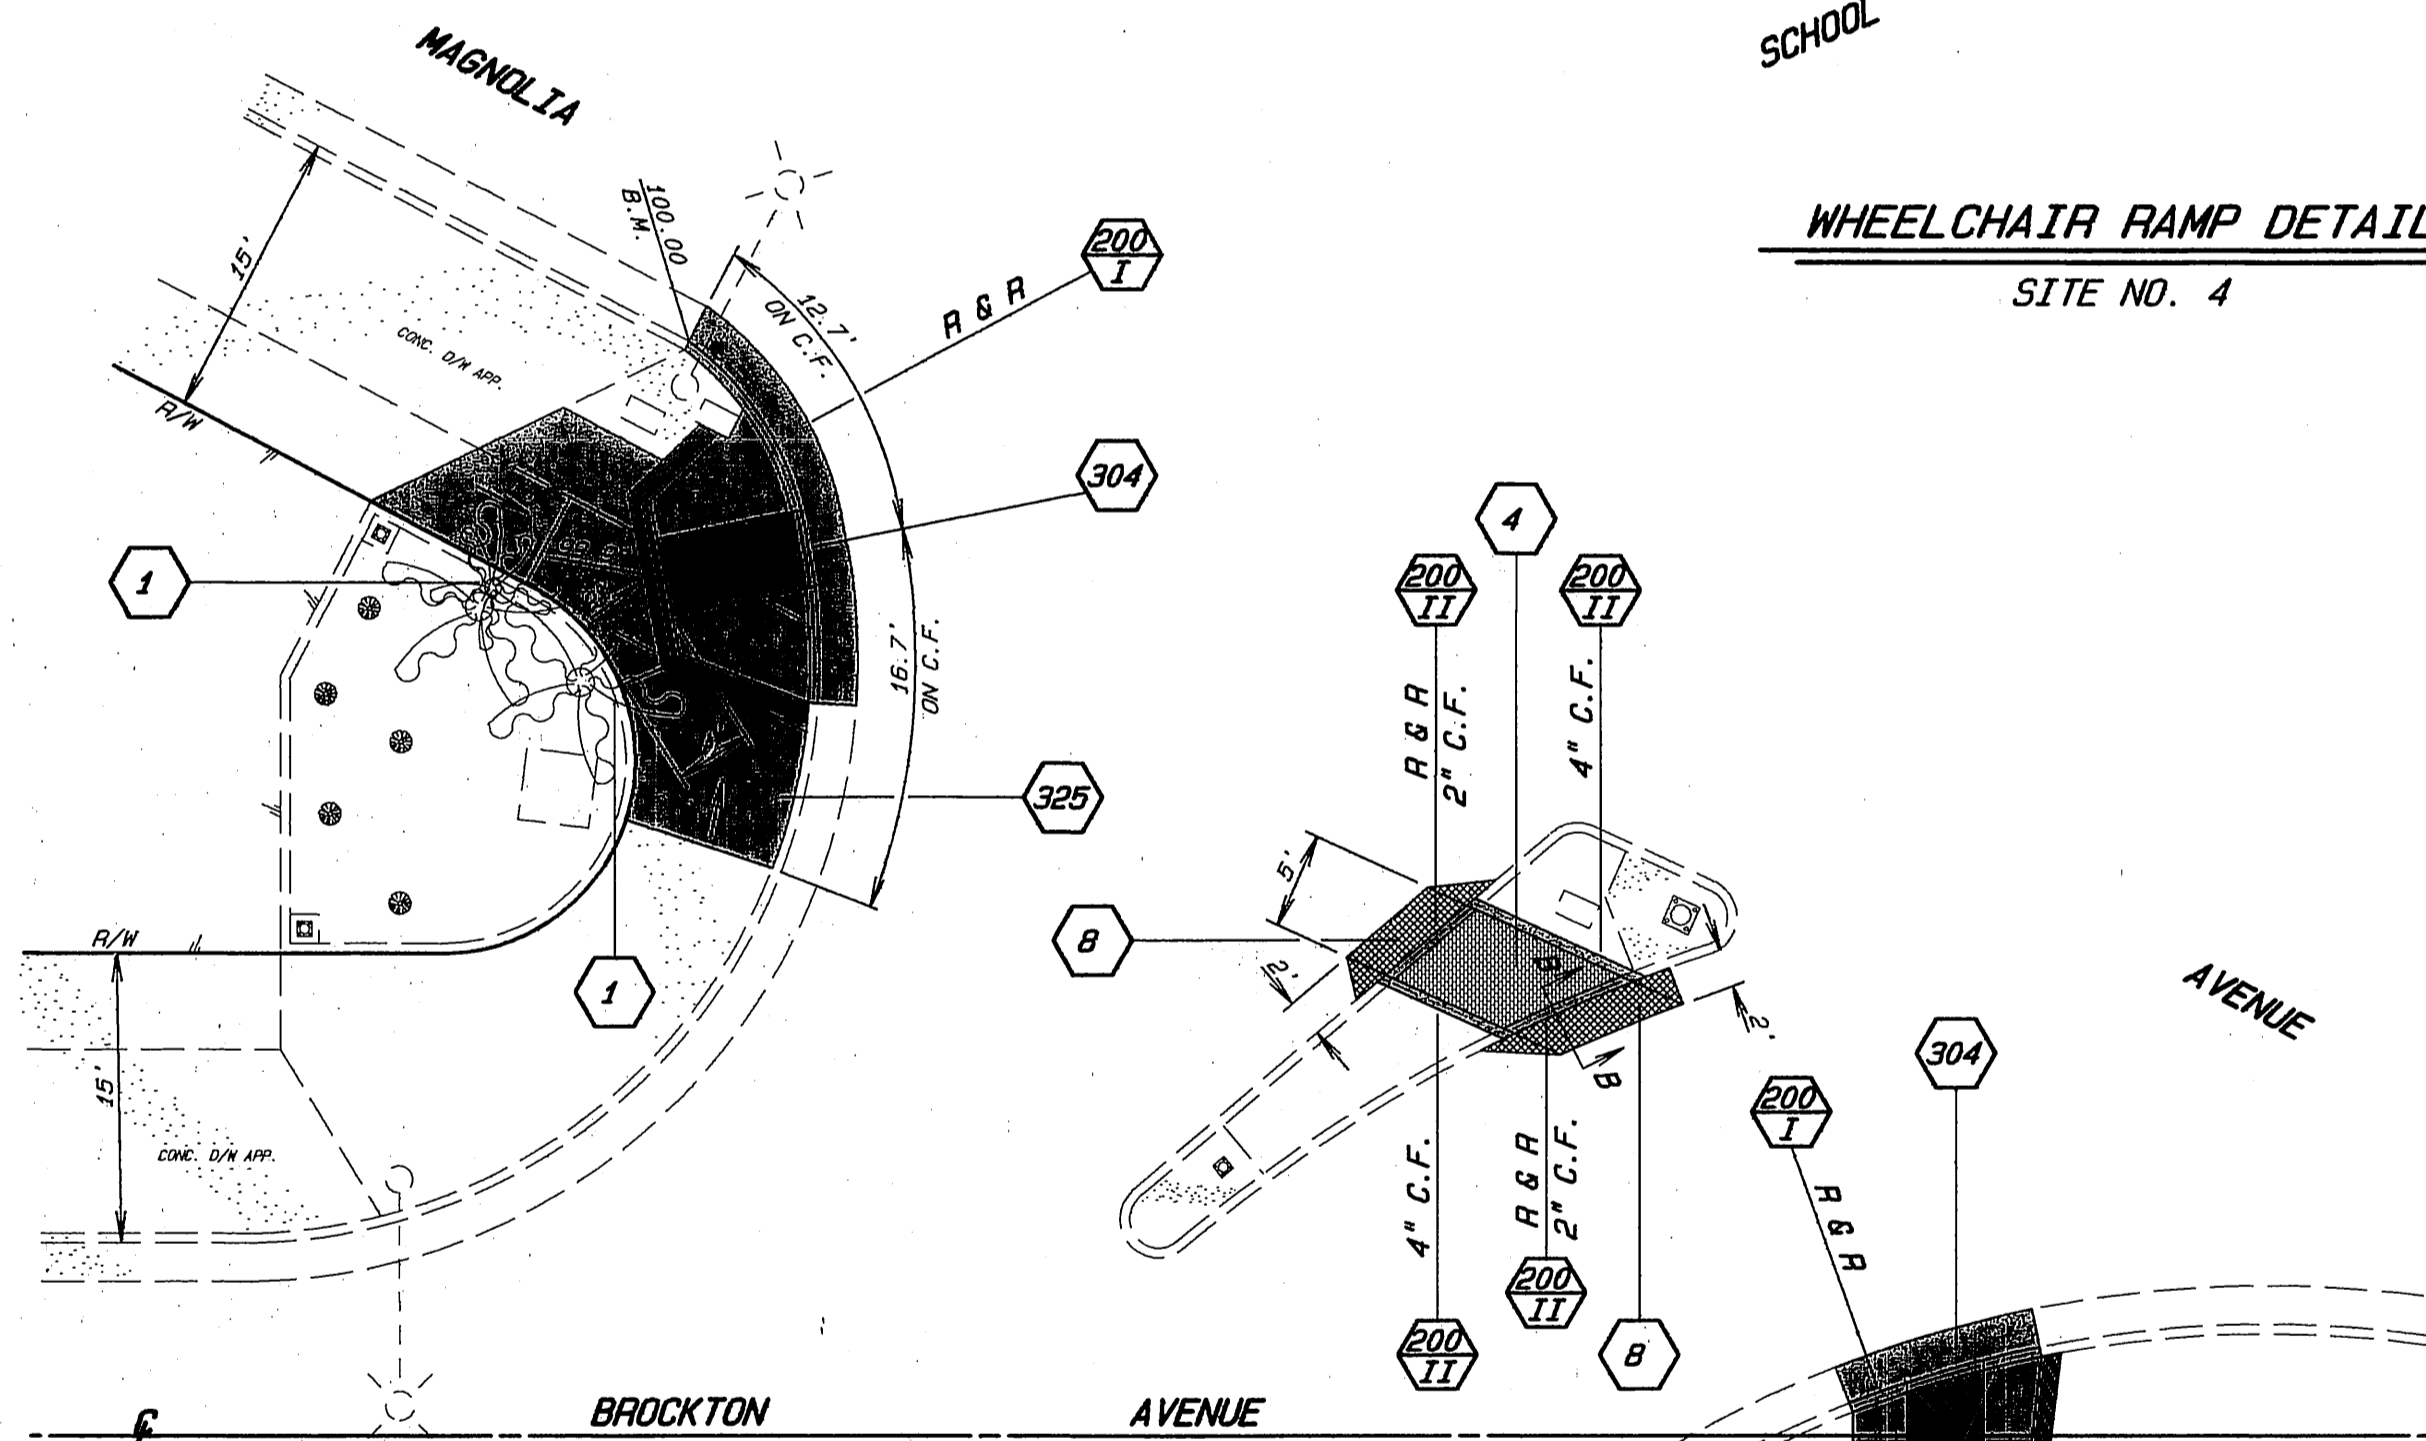 SCHOOL
MAGNOLIA
WHEELCHAIR RAMP DETAIL
SITE NO. 4
100.00
B.M.
200
I
R & R
12.7'
ON C.F.
15'
CONC. D/W APP.
R/W
304
4
1
200
II
200
II
R & R
2" C.F.
4" C.F.
16.7'
ON C.F.
325
5'
8
2'
B
B
2'
1
R/W
AVENUE
304
200
I
R & R
15'
CONC. D/W APP.
4" C.F.
R & R
2" C.F.
200
II
200
II
8
BROCKTON AVENUE